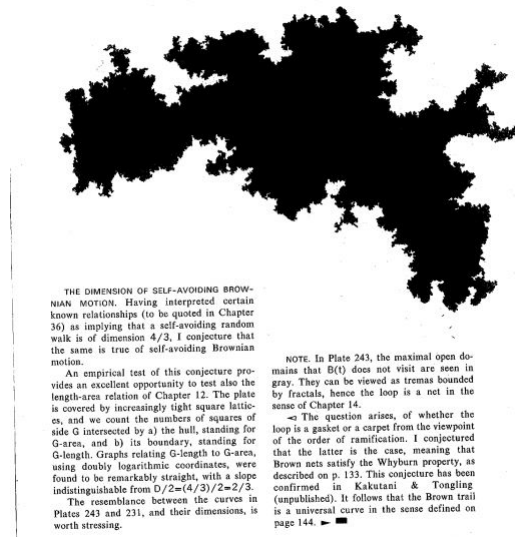 THE DIMENSION OF SELF-AVOIDING BROW-
NIAN MOTION. Having interpreted certain
known relationships (to be quoted in Chapter
36) as implying that a self-avoiding random
walk is of dimension 4/3, I conjecture that
the same is true of self-avoiding Brownian
motion.
An empirical test of this conjecture pro-
vides an excellent opportunity to test also the
length-area relation of Chapter 12. The plate
is covered by increasingly tight square lattic-
es, and we count the numbers of squares of
side G intersected by a) the hull, standing for
G-area, and b) its boundary, standing for
G-length. Graphs relating G-length to G-area,
using doubly logarithmic coordinates, were
found to be remarkably straight, with a slope
indistinguishable from D/2=(4/3)/2=2/3.
The resemblance between the curves in
Plates 243 and 231, and their dimensions, is
worth stressing.
NOTE. In Plate 243, the maximal open do-
mains that B(t) does not visit are seen in
gray. They can be viewed as tremas bounded
by fractals, hence the loop is a net in the
sense of Chapter 14.
◅ The question arises, of whether the
loop is a gasket or a carpet from the viewpoint
of the order of ramification. I conjectured
that the latter is the case, meaning that
Brown nets satisfy the Whyburn property, as
described on p. 133. This conjecture has been
confirmed in Kakutani & Tongling
(unpublished). It follows that the Brown trail
is a universal curve in the sense defined on
page 144. ►